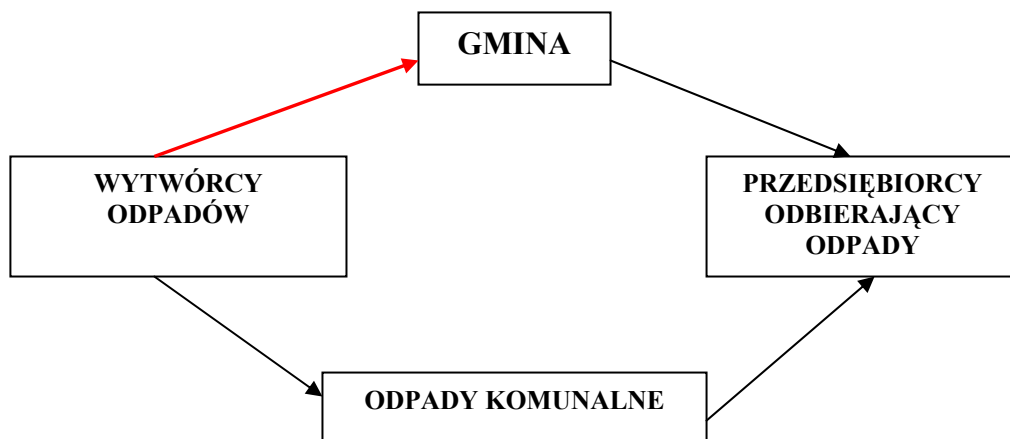 GMINA
WYTWÓRCY
ODPADÓW
PRZEDSIĘBIORCY
ODBIERAJĄCY
ODPADY
ODPADY KOMUNALNE